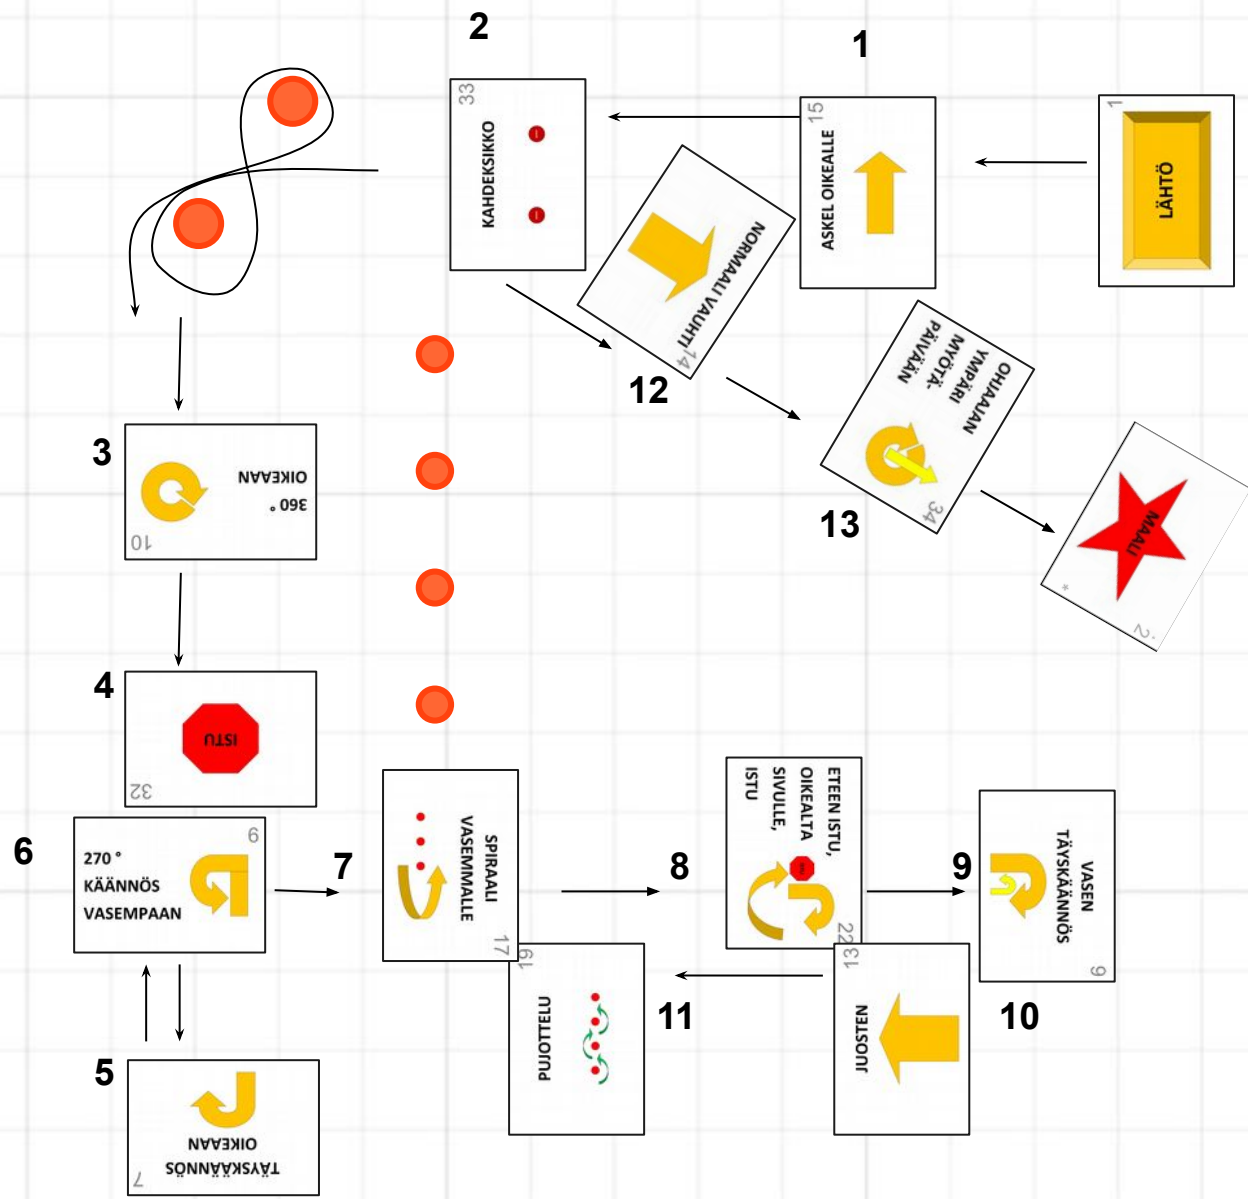 1
LÄHTÖ
1
15
ASKEL OIKEALLE
2
33
KAHDEKSIKKO
3
360°
OIKEAAN
10
4
ISTU
32
5
TÄYSKÄÄNNÖS
OIKEAAN
7
6
9
270 °
KÄÄNNÖS
VASEMPAAN
7
SPIRAALI
VASEMMALLE
17
8
ETEEN ISTU,
OIKEALTA
SIVULLE,
ISTU
22
9
VASEN
TÄYSKÄÄNNÖS
6
10
13
JUOSTEN
11
19
PUJOTTELU
12
NORMAALI VAUHTI
14
13
OHJAAJAN
YMPÄRI
MYÖTÄ-
PÄIVÄÄN
34
MAALI
*
2